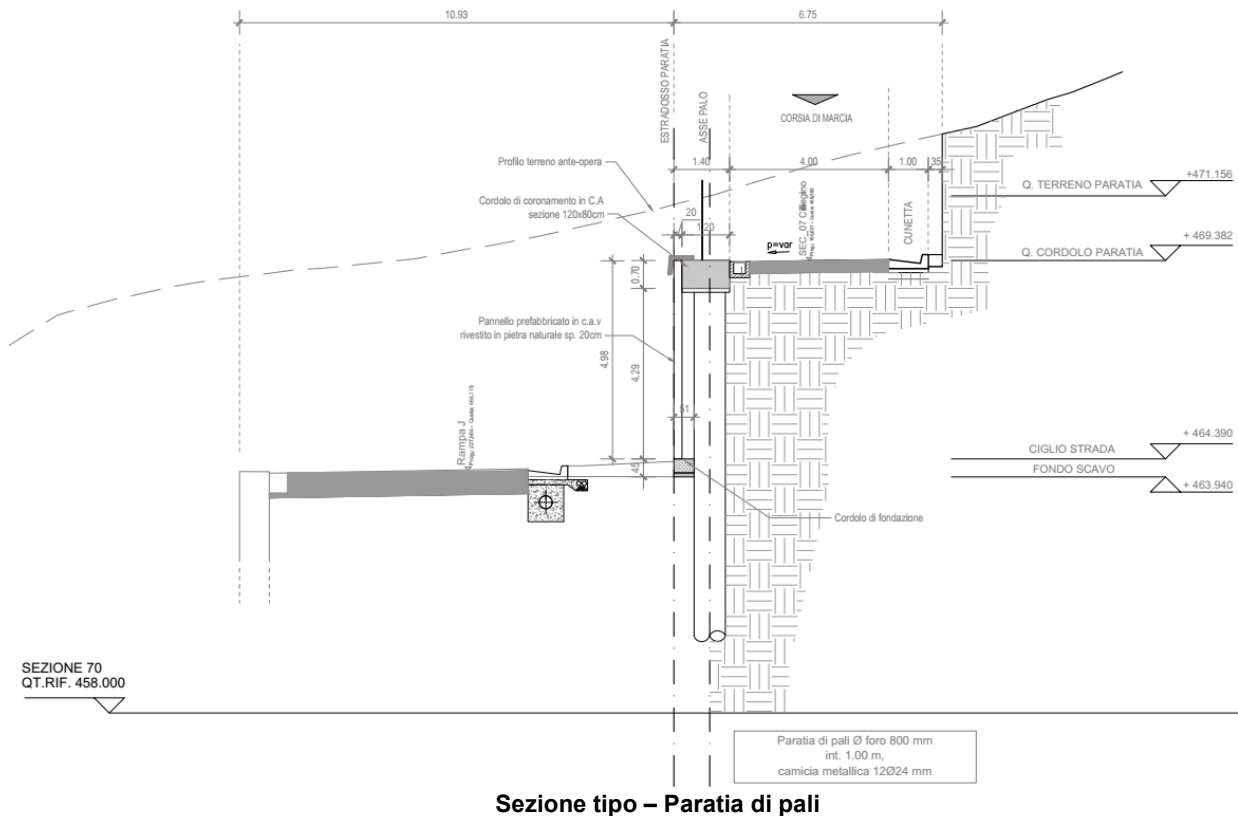 10.93
6.75
ESTRADOSSO PARATIA
ASSE PALO
CORSIA DI MARCIA
Profilo terreno ante-opera
1.40
4.00
1.00
35
Q. TERRENO PARATIA
+471.156
Cordolo di coronamento in C.A
sezione 120x80cm
20
1.20
p=var
SEC_07 Ciliegino
CUNETTA
Q. CORDOLO PARATIA
+469.382
0.70
Pannello prefabbricato in c.a.v
rivestito in pietra naturale sp. 20cm
4.98
4.29
51
Rampa J
CIGLIO STRADA
+ 464.390
FONDO SCAVO
+463.940
45
Cordolo di fondazione
SEZIONE 70
QT.RIF. 458.000
Paratia di pali Ø foro 800 mm
int. 1.00 m,
camicia metallica 12Ø24 mm
Sezione tipo – Paratia di pali